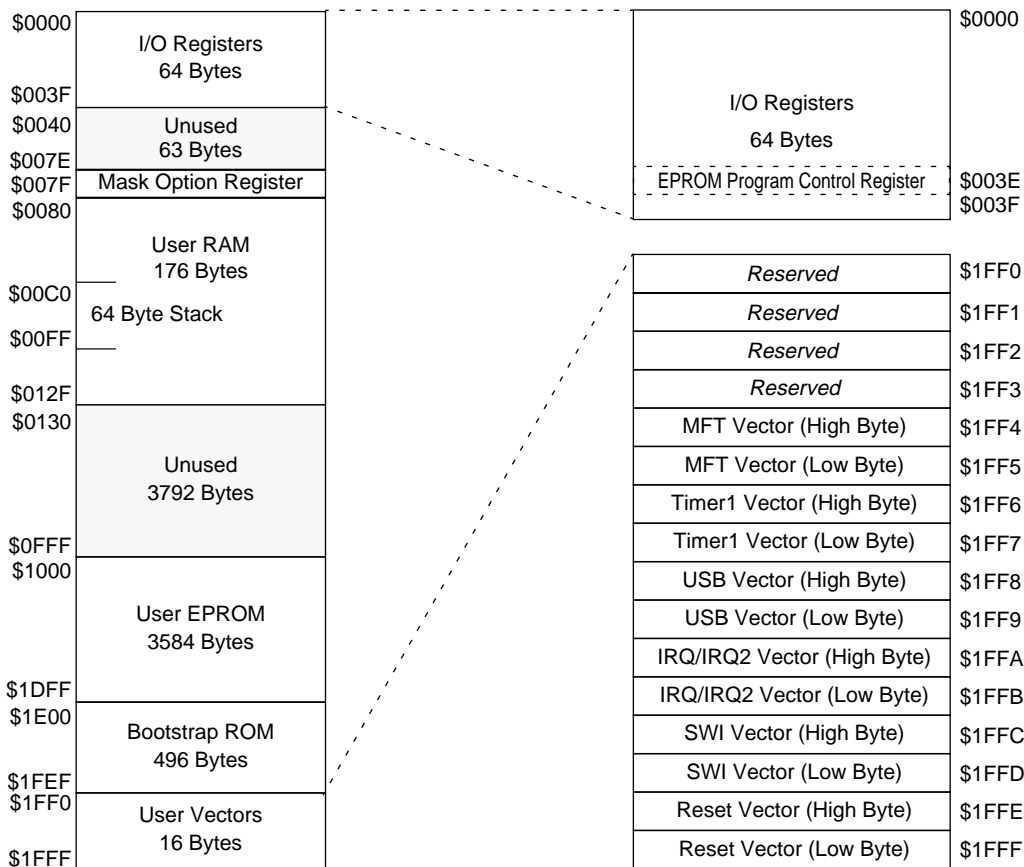 $0000
I/O Registers
64 Bytes
$003F
$0040
Unused
63 Bytes
$007E
$007F
Mask Option Register
$0080
User RAM
176 Bytes
$00C0
64 Byte Stack
$00FF
$012F
$0130
Unused
3792 Bytes
$0FFF
$1000
User EPROM
3584 Bytes
$1DFF
$1E00
Bootstrap ROM
496 Bytes
$1FEF
$1FF0
User Vectors
16 Bytes
$1FFF
$0000
I/O Registers
64 Bytes
EPROM Program Control Register $003E
$003F
Reserved $1FF0
Reserved $1FF1
Reserved $1FF2
Reserved $1FF3
MFT Vector (High Byte) $1FF4
MFT Vector (Low Byte) $1FF5
Timer1 Vector (High Byte) $1FF6
Timer1 Vector (Low Byte) $1FF7
USB Vector (High Byte) $1FF8
USB Vector (Low Byte) $1FF9
IRQ/IRQ2 Vector (High Byte) $1FFA
IRQ/IRQ2 Vector (Low Byte) $1FFB
SWI Vector (High Byte) $1FFC
SWI Vector (Low Byte) $1FFD
Reset Vector (High Byte) $1FFE
Reset Vector (Low Byte) $1FFF